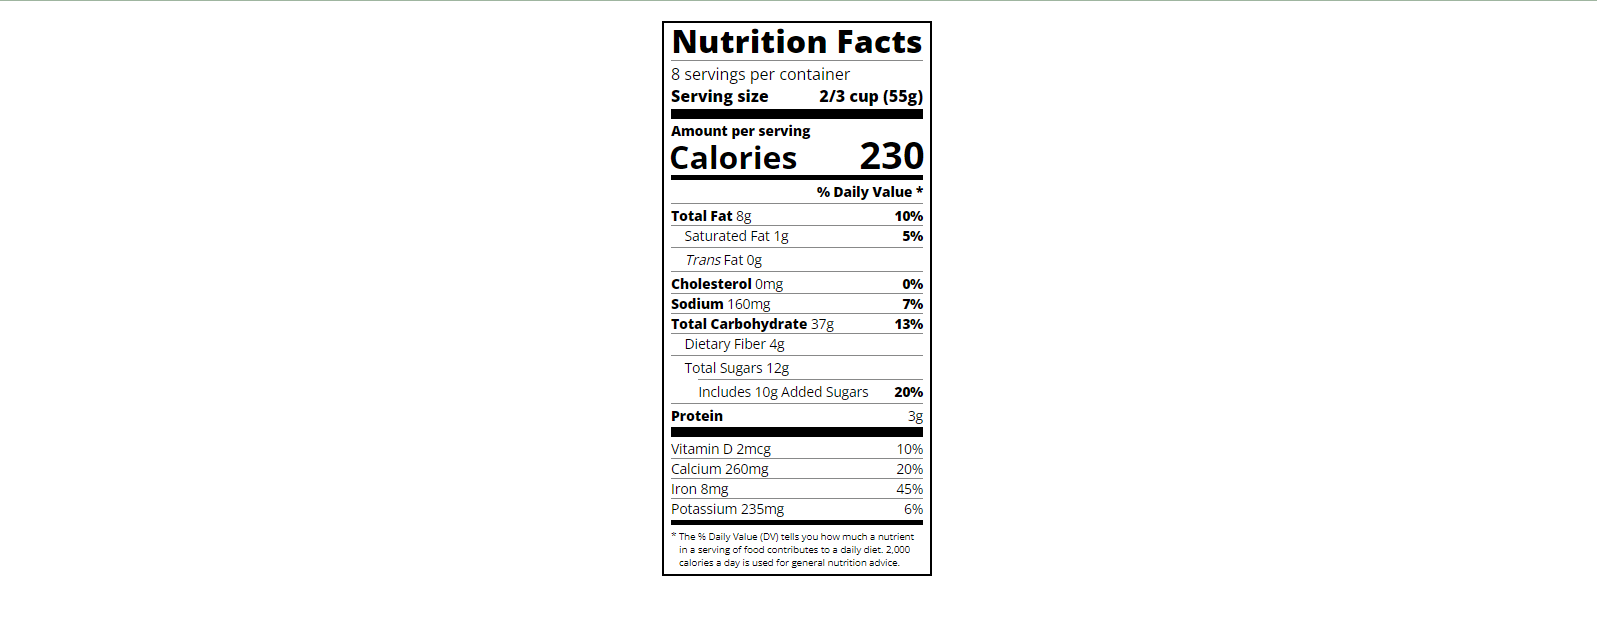 Nutrition Facts
8 servings per container
Serving size 2/3 cup (55g)
Amount per serving
Calories 230
% Daily Value *
Total Fat 8g 10%
Saturated Fat 1g 5%
Trans Fat 0g
Cholesterol 0mg 0%
Sodium 160mg 7%
Total Carbohydrate 37g 13%
Dietary Fiber 4g
Total Sugars 12g
Includes 10g Added Sugars 20%
Protein 3g
Vitamin D 2mcg 10%
Calcium 260mg 20%
Iron 8mg 45%
Potassium 235mg 6%
* The % Daily Value (DV) tells you how much a nutrient
in a serving of food contributes to a daily diet. 2,000
calories a day is used for general nutrition advice.